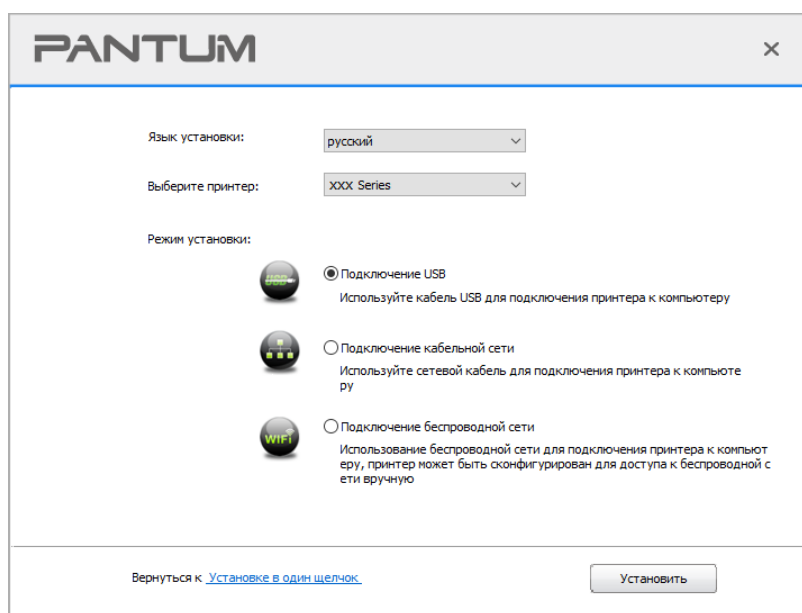 PANTUM
Язык установки:
русский
Выберите принтер:
XXX Series
Режим установки:
USB
Подключение USB
Используйте кабель USB для подключения принтера к компьютеру
Подключение кабельной сети
Используйте сетевой кабель для подключения принтера к компьюте
ру
WiFi
Подключение беспроводной сети
Использование беспроводной сети для подключения принтера к компьют
еру, принтер может быть сконфигурирован для доступа к беспроводной с
ети вручную
Вернуться к Установке в один щелчок
Установить